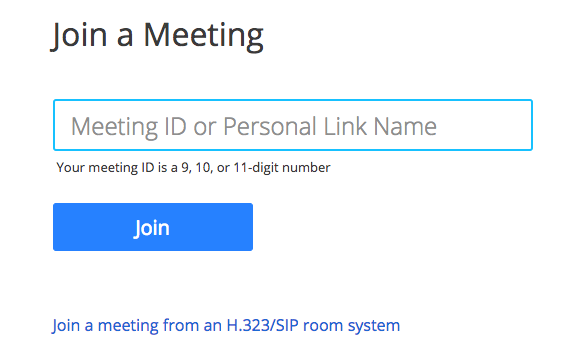 Join a Meeting
Meeting ID or Personal Link Name
Your meeting ID is a 9, 10, or 11-digit number
Join
Join a meeting from an H.323/SIP room system